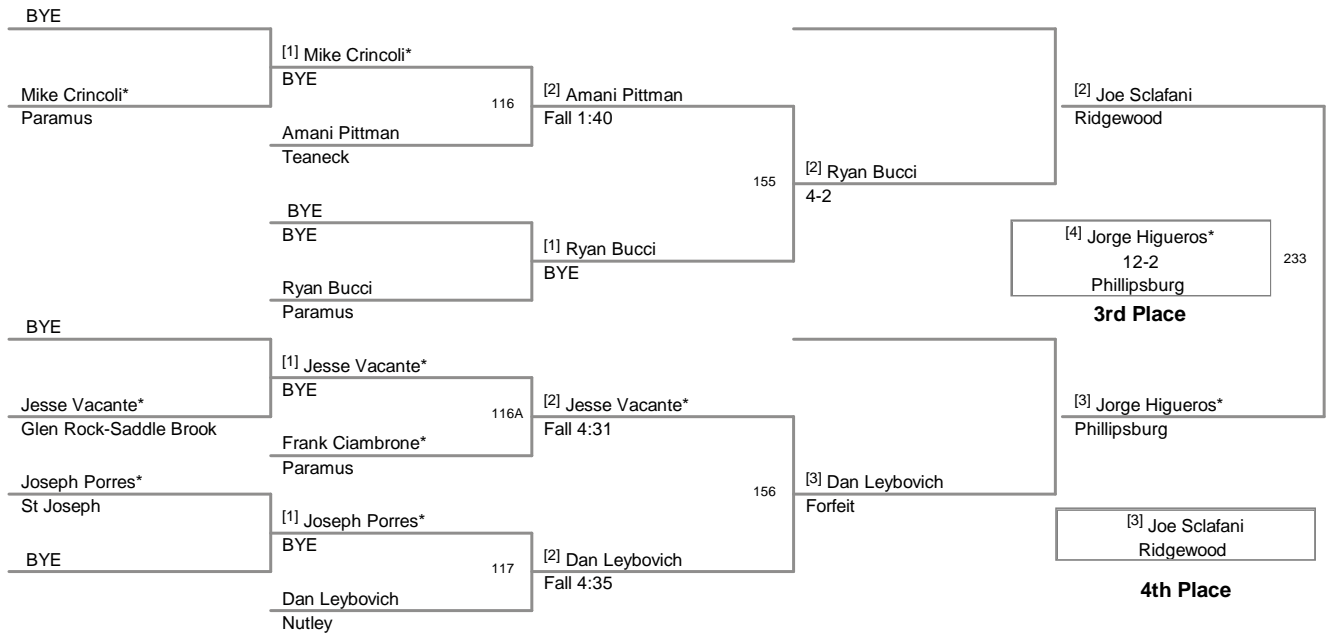 BYE
[1] Mike Crincoli*
BYE
Mike Crincoli*
Paramus
116
[2] Amani Pittman
Fall 1:40
[2] Joe Sclafani
Ridgewood
Amani Pittman
Teaneck
155
[2] Ryan Bucci
4-2
BYE
BYE
[1] Ryan Bucci
BYE
Ryan Bucci
Paramus
[4] Jorge Higueros*
12-2
Phillipsburg
233
3rd Place
BYE
[1] Jesse Vacante*
BYE
Jesse Vacante*
Glen Rock-Saddle Brook
116A
[2] Jesse Vacante*
Fall 4:31
[3] Jorge Higueros*
Phillipsburg
Frank Ciambrone*
Paramus
Joseph Porres*
St Joseph
156
[3] Dan Leybovich
Forfeit
[1] Joseph Porres*
BYE
[3] Joe Sclafani
Ridgewood
BYE
117
[2] Dan Leybovich
Fall 4:35
4th Place
Dan Leybovich
Nutley